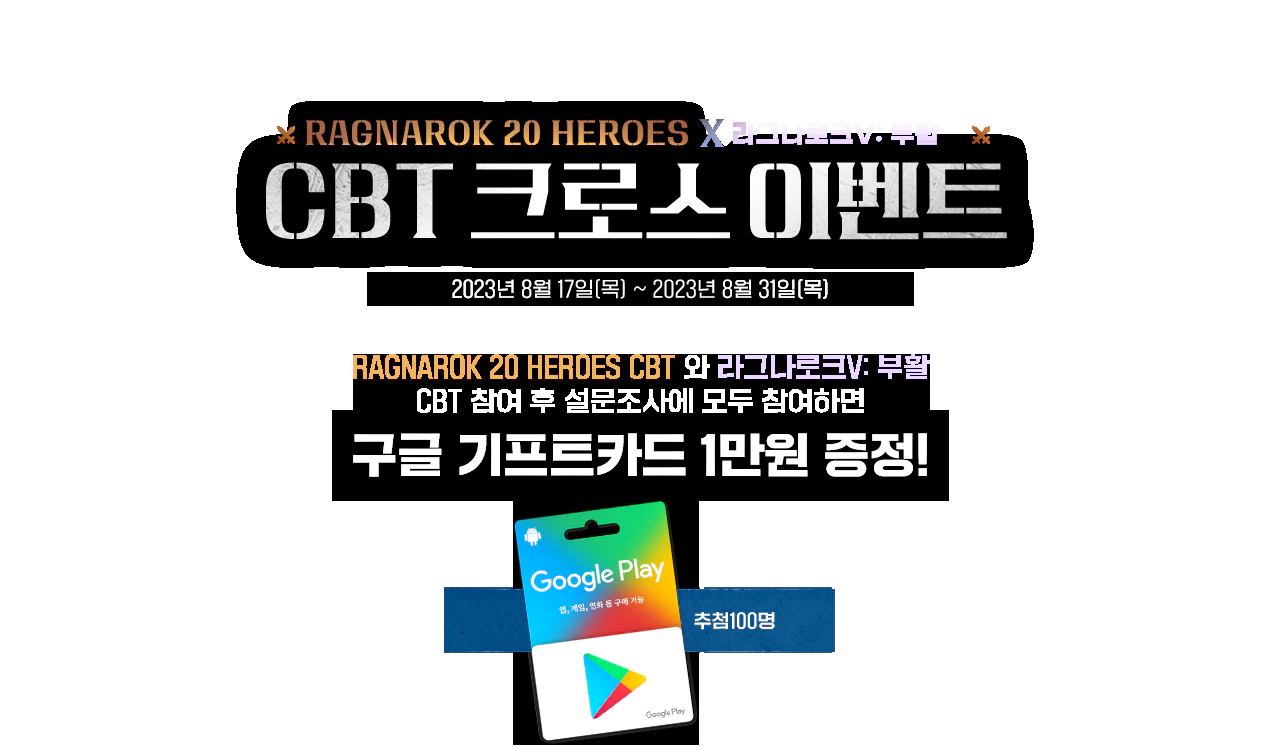 RAGNAROK 20 HEROES X 라그나로크V: 부활
CBT 크로스 이벤트
2023년 8월 17일(목) ~ 2023년 8월 31일(목)
RAGNAROK 20 HEROES CBT 와 라그나로크V: 부활
CBT 참여 후 설문조사에 모두 참여하면
구글 기프트카드 1만원 증정!
Google Play
앱, 게임, 영화 등 구매 가능
추첨100명
Google Play